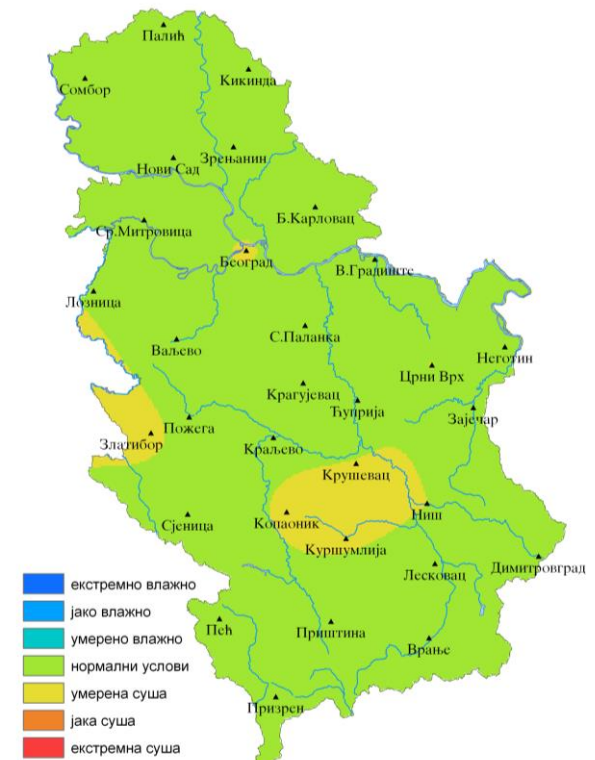 Палић
Сомбор
Кикинда
Нови Сад
Зрењанин
Б.Карловац
Ср.Митровица
Београд
В.Градиште
Лозница
Ваљево
С.Паланка
Неготин
Црни Врх
Крагујевац
Ћуприја
Зајечар
Пожега
Златибор
Краљево
Крушевац
Ниш
Сјеница
Копаоник
Куршумлија
Лесковац
Димитровград
Пећ
Приштина
Врање
Призрен
екстремно влажно
јако влажно
умерено влажно
нормални услови
умерена суша
јака суша
екстремна суша